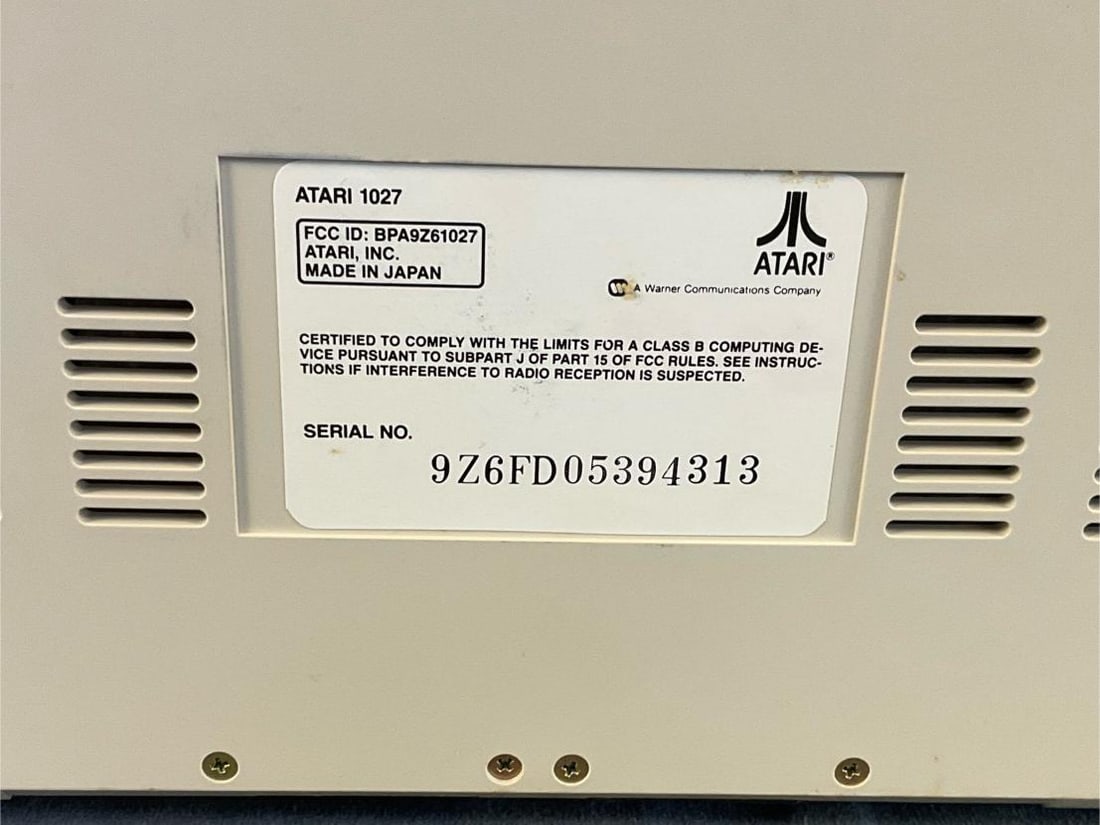 ATARI 1027
FCC ID: BPA9Z61027
ATARI, INC.
MADE IN JAPAN
ATARI®
A Warner Communications Company
CERTIFIED TO COMPLY WITH THE LIMITS FOR A CLASS B COMPUTING DE-
VICE PURSUANT TO SUBPART J OF PART 15 OF FCC RULES. SEE INSTRUC-
TIONS IF INTERFERENCE TO RADIO RECEPTION IS SUSPECTED.
SERIAL NO.
9Z6FD05394313